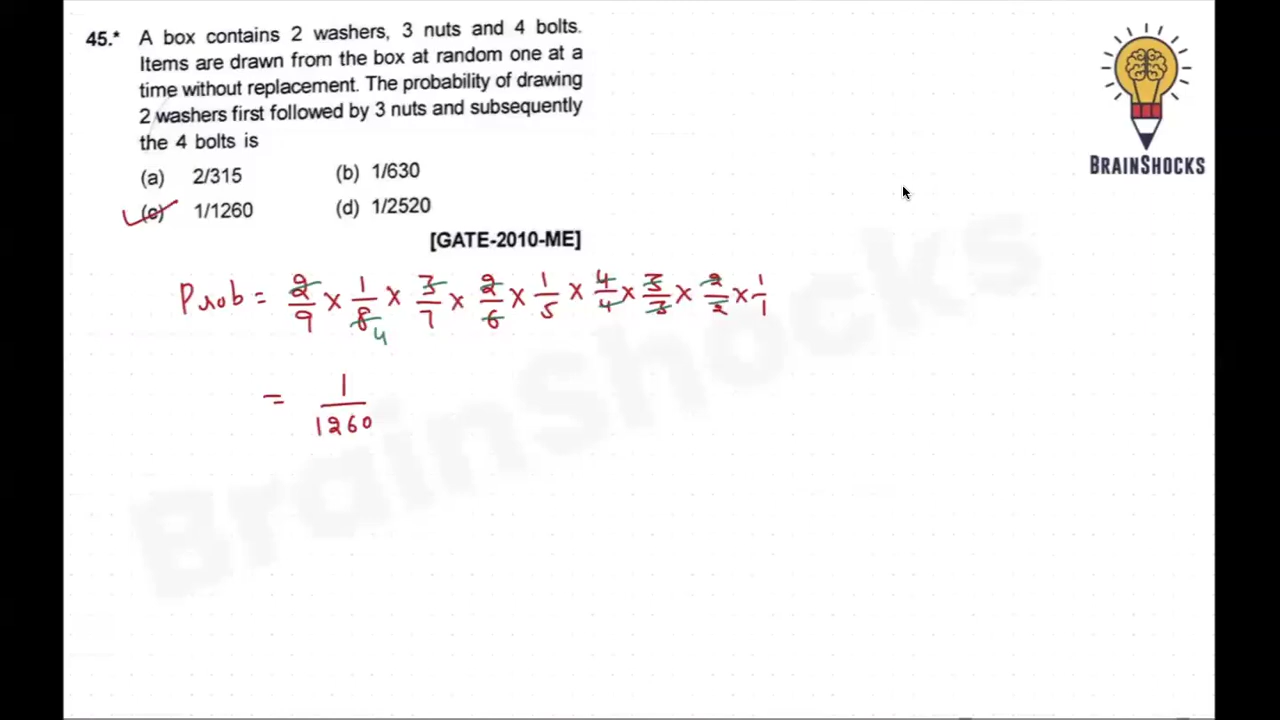 45.* A box contains 2 washers, 3 nuts and 4 bolts.
Items are drawn from the box at random one at a
time without replacement. The probability of drawing
2 washers first followed by 3 nuts and subsequently
the 4 bolts is
(a) 2/315 (b) 1/630
(c) 1/1260 (d) 1/2520
[GATE-2010-ME]
Prob = 2/9 × 1/8 × 3/7 × 2/6 × 1/5 × 4/4 × 3/3 × 2/2 × 1/1
4
= 1/1260
BRAINSHOCKS
BrainShocks